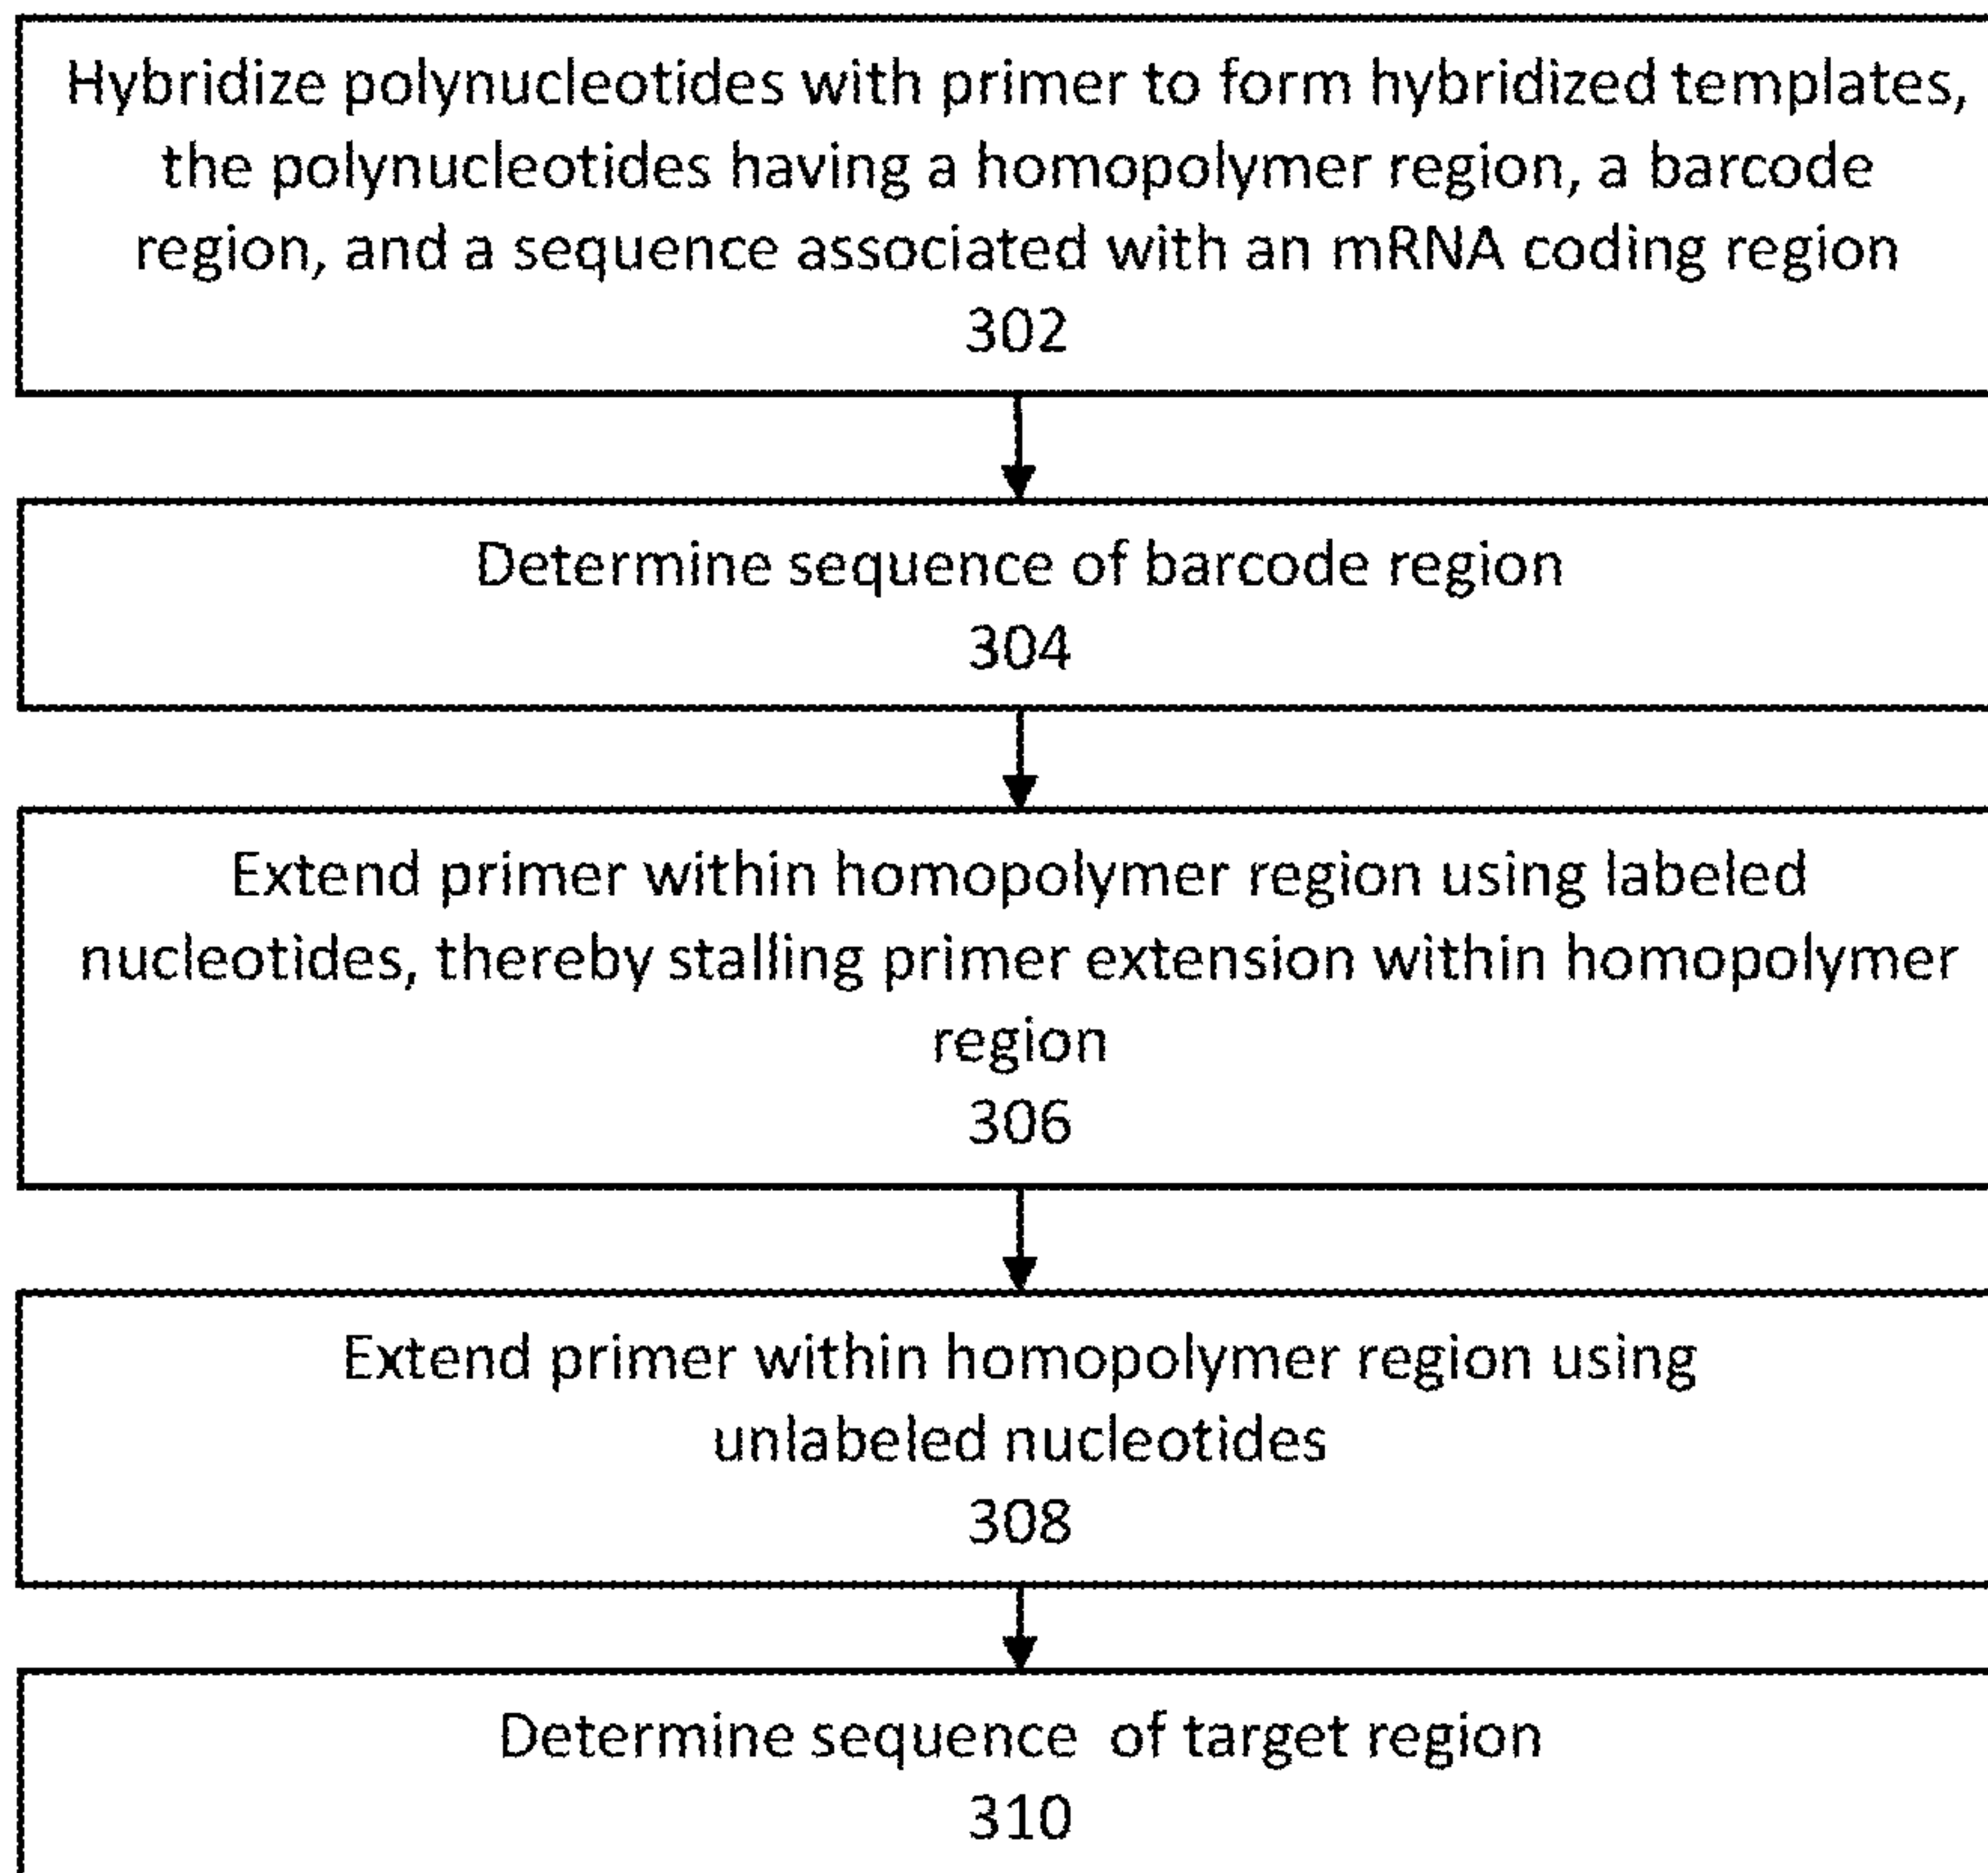 Hybridize polynucleotides with primer to form hybridized templates,
the polynucleotides having a homopolymer region, a barcode
region, and a sequence associated with an mRNA coding region
302
Determine sequence of barcode region
304
Extend primer within homopolymer region using labeled
nucleotides, thereby stalling primer extension within homopolymer
region
306
Extend primer within homopolymer region using
unlabeled nucleotides
308
Determine sequence of target region
310